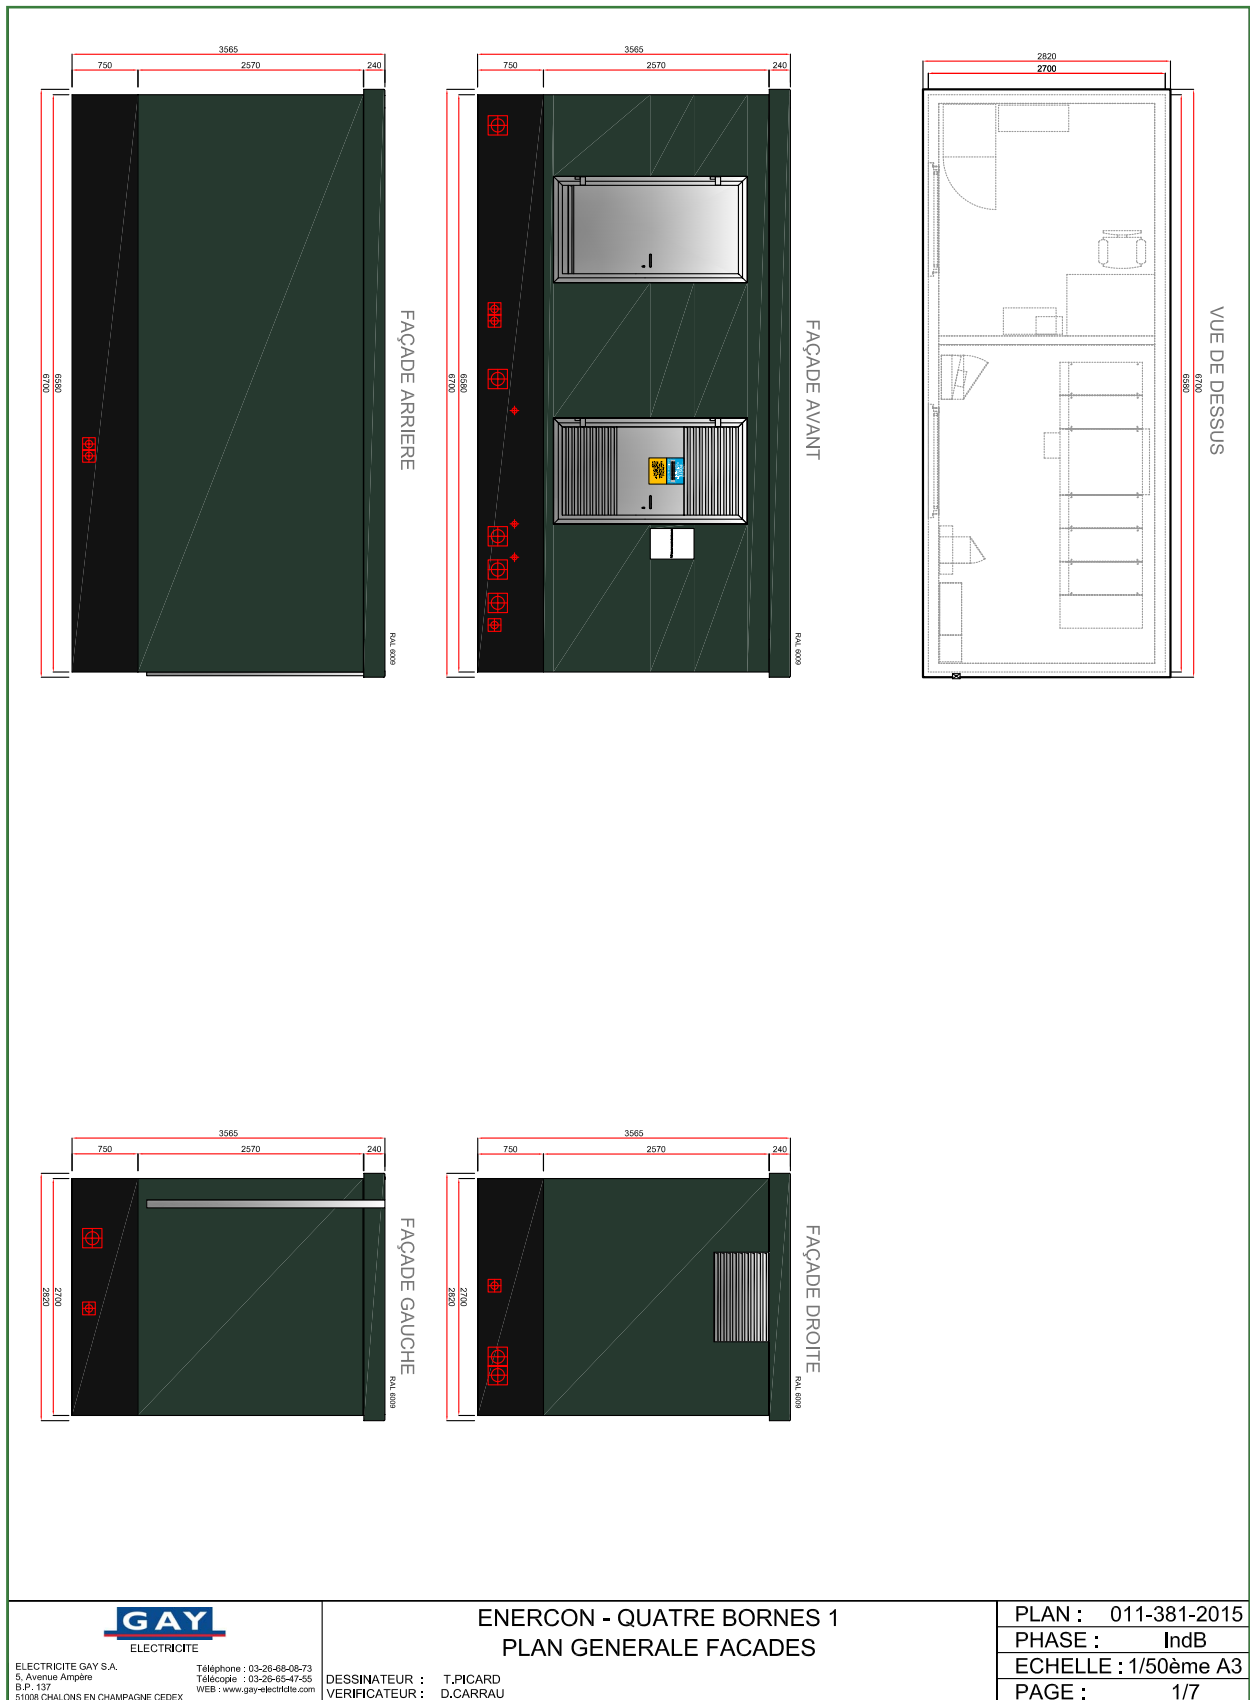 3565
750 2570 240
6580
6700
FAÇADE ARRIERE
RAL 6009
3565
750 2570 240
6580
6700
FAÇADE AVANT
RAL 6009
2820
2700
6700
6580
VUE DE DESSUS
3565
750 2570 240
2700
2820
FAÇADE GAUCHE
RAL 6009
3565
750 2570 240
2700
2820
FAÇADE DROITE
RAL 6009
GAY
ELECTRICITE
ELECTRICITE GAY S.A.
5, Avenue Ampère
B.P. 137
51008 CHALONS EN CHAMPAGNE CEDEX
Téléphone : 03-26-68-08-73
Télécopie : 03-26-65-47-55
WEB : www.gay-electricite.com
ENERCON - QUATRE BORNES 1
PLAN GENERALE FACADES
DESSINATEUR : T.PICARD
VERIFICATEUR : D.CARRAU
PLAN : 011-381-2015
PHASE : IndB
ECHELLE : 1/50ème A3
PAGE : 1/7